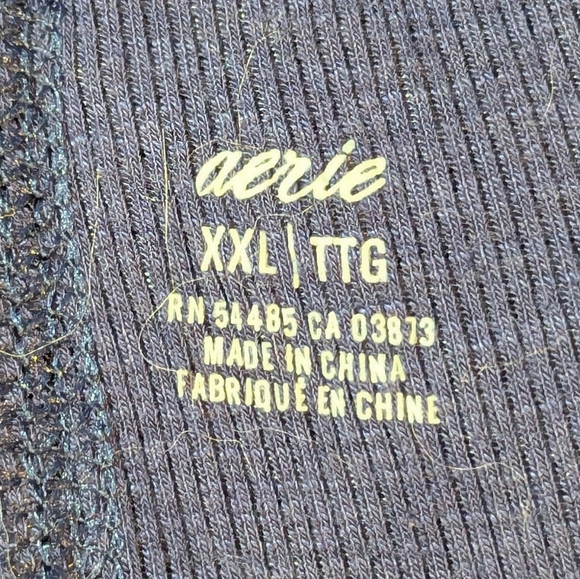 aerie
XXL | TTG
RN 54485 CA 03873
MADE IN CHINA
FABRIQUÉ EN CHINE